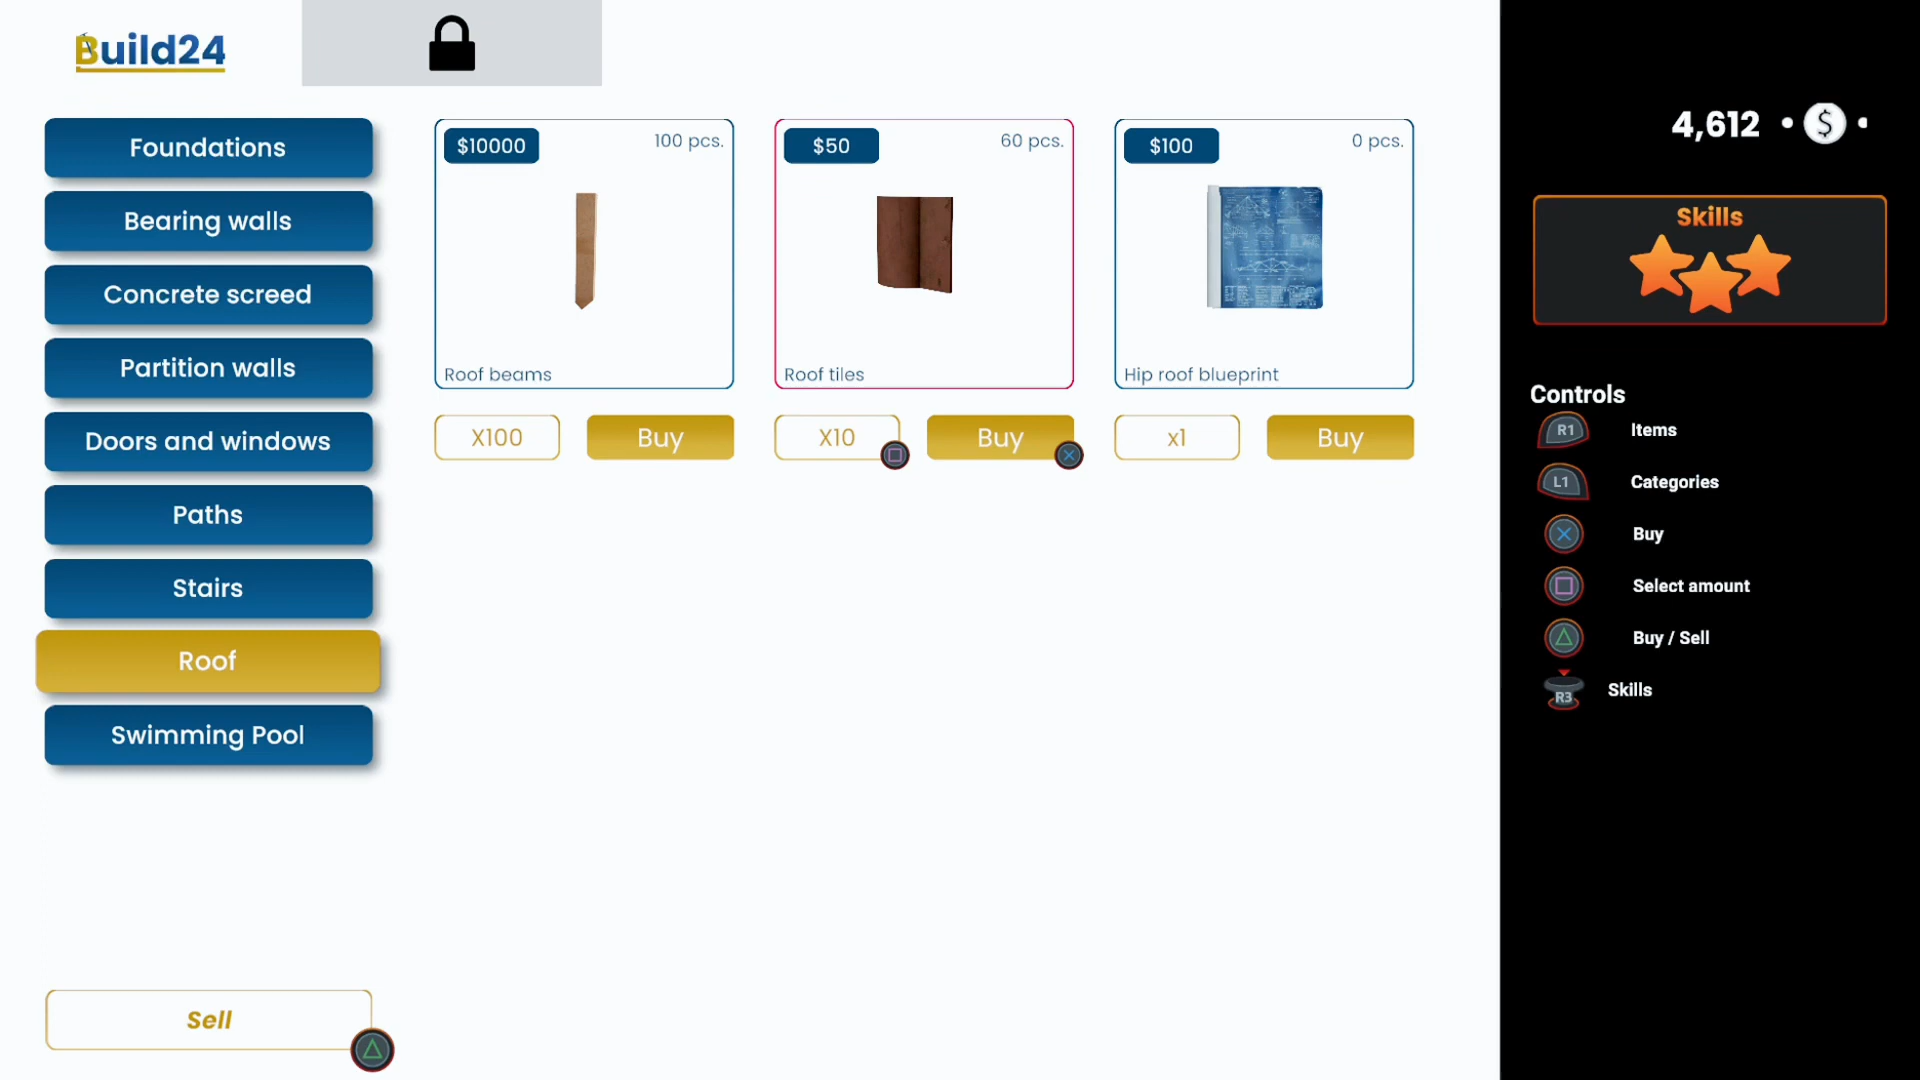 Build24
Foundations
Bearing walls
Concrete screed
Partition walls
Doors and windows
Paths
Stairs
Roof
Swimming Pool
Sell
$10000
100 pcs.
Roof beams
X100
Buy
$50
60 pcs.
Roof tiles
X10
Buy
$100
0 pcs.
Hip roof blueprint
x1
Buy
4,612
Skills
Controls
R1 Items
L1 Categories
Buy
Select amount
Buy / Sell
R3 Skills